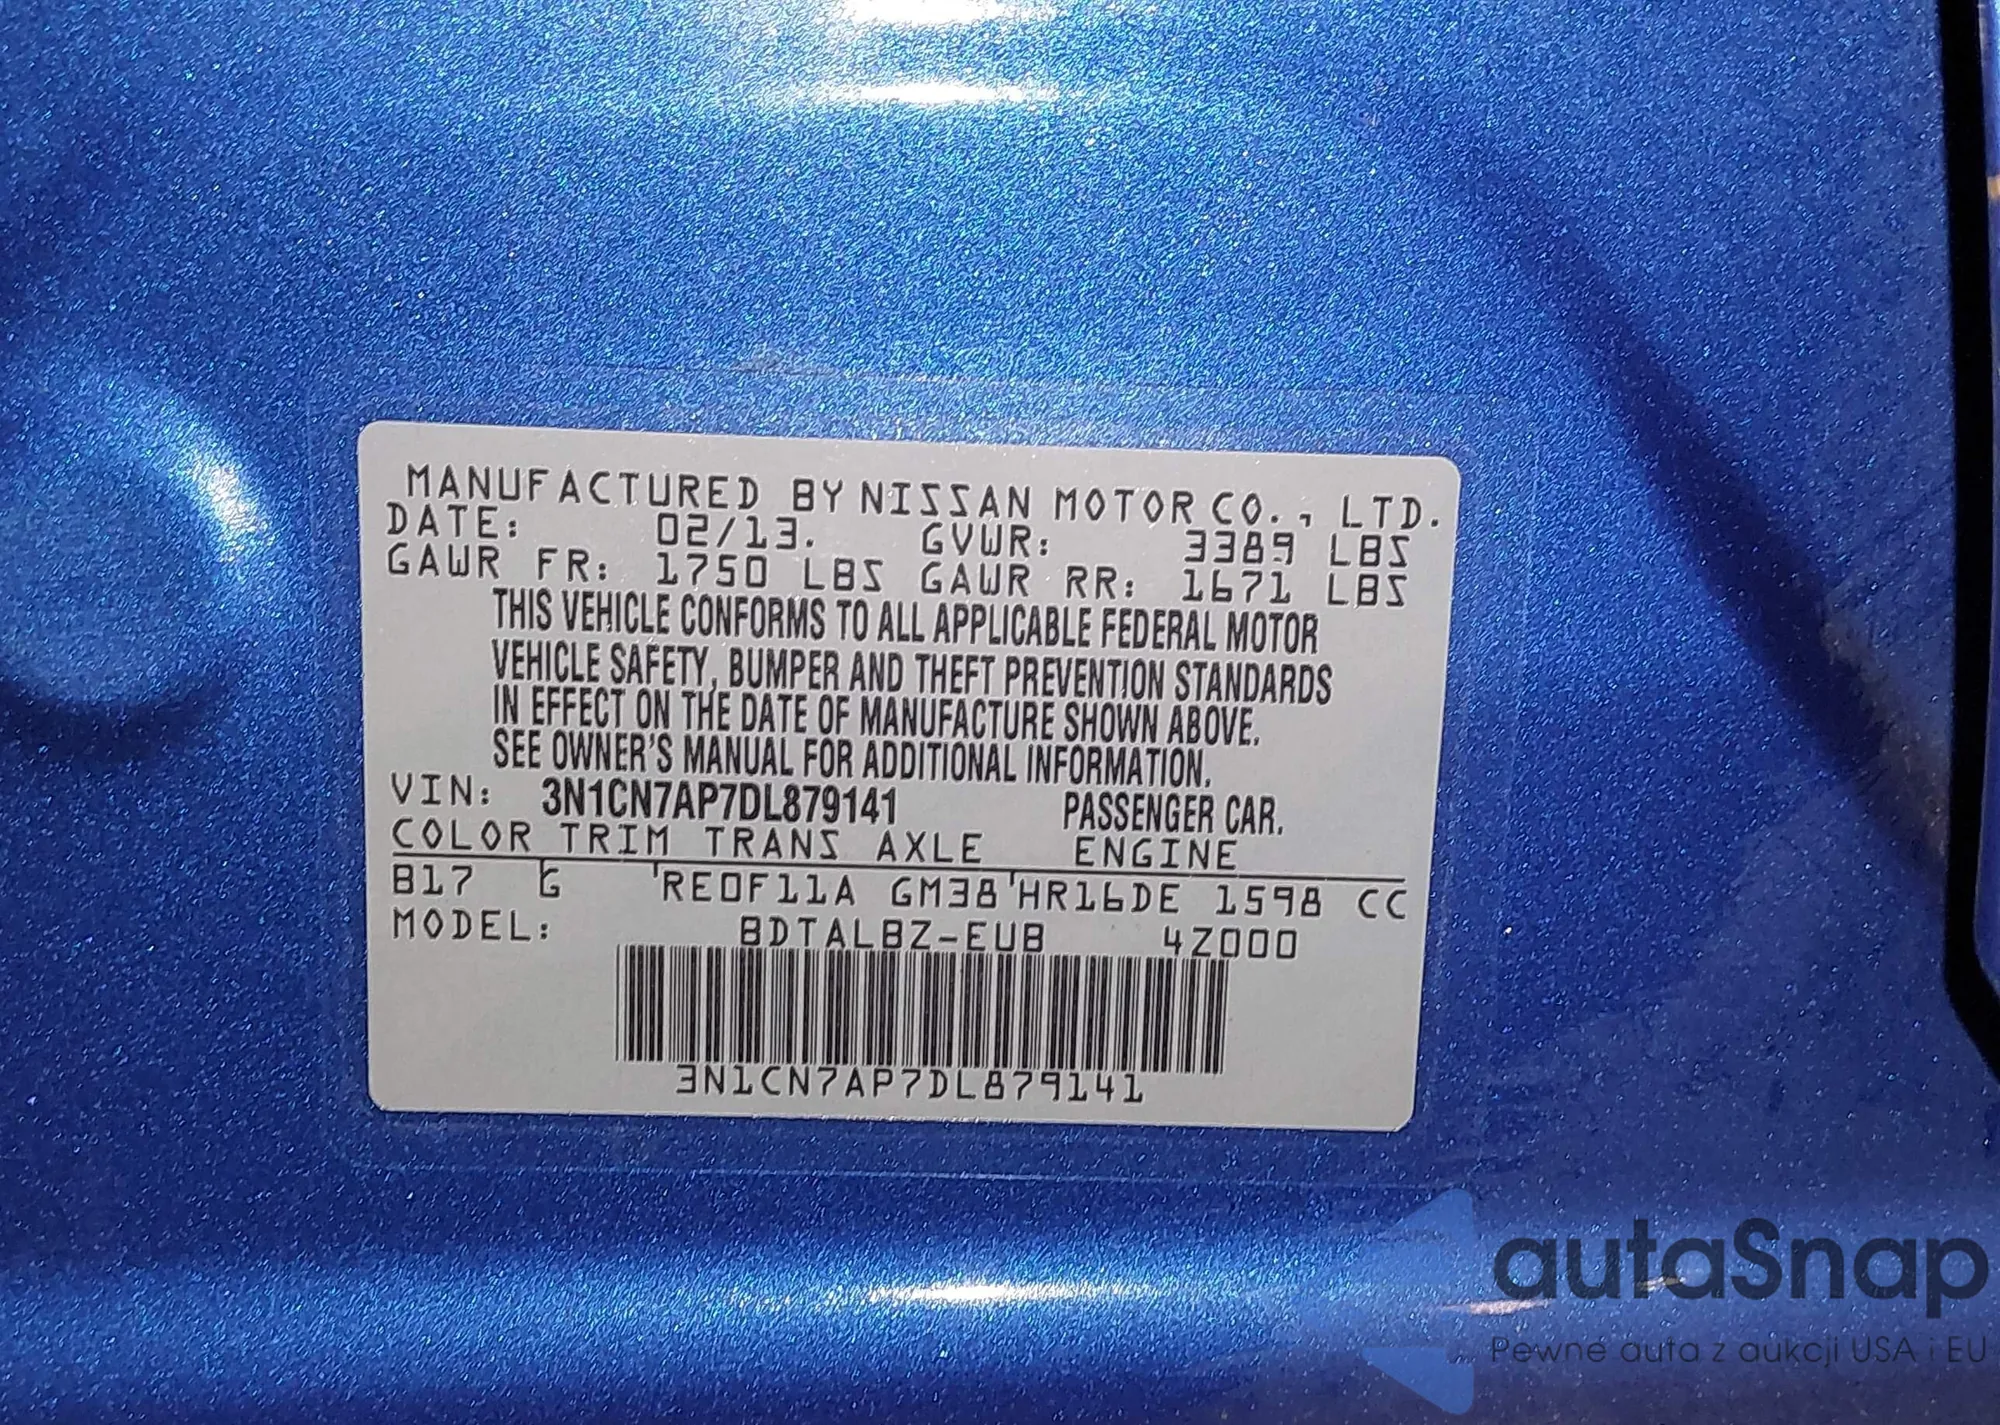 MANUFACTURED BY NISSAN MOTOR CO., LTD.
DATE: 02/13. GVWR: 3389 LBS
GAWR FR: 1750 LBS GAWR RR: 1671 LBS
THIS VEHICLE CONFORMS TO ALL APPLICABLE FEDERAL MOTOR
VEHICLE SAFETY, BUMPER AND THEFT PREVENTION STANDARDS
IN EFFECT ON THE DATE OF MANUFACTURE SHOWN ABOVE.
SEE OWNER'S MANUAL FOR ADDITIONAL INFORMATION.
VIN: 3N1CN7AP7DL879141 PASSENGER CAR.
COLOR TRIM TRANS AXLE ENGINE
B17 G RE0F11A GM38 HR16DE 1598 CC
MODEL: BDTALBZ-EUB 4Z000
3N1CN7AP7DL879141
autaSnap
Pewne auta z aukcji USA i EU